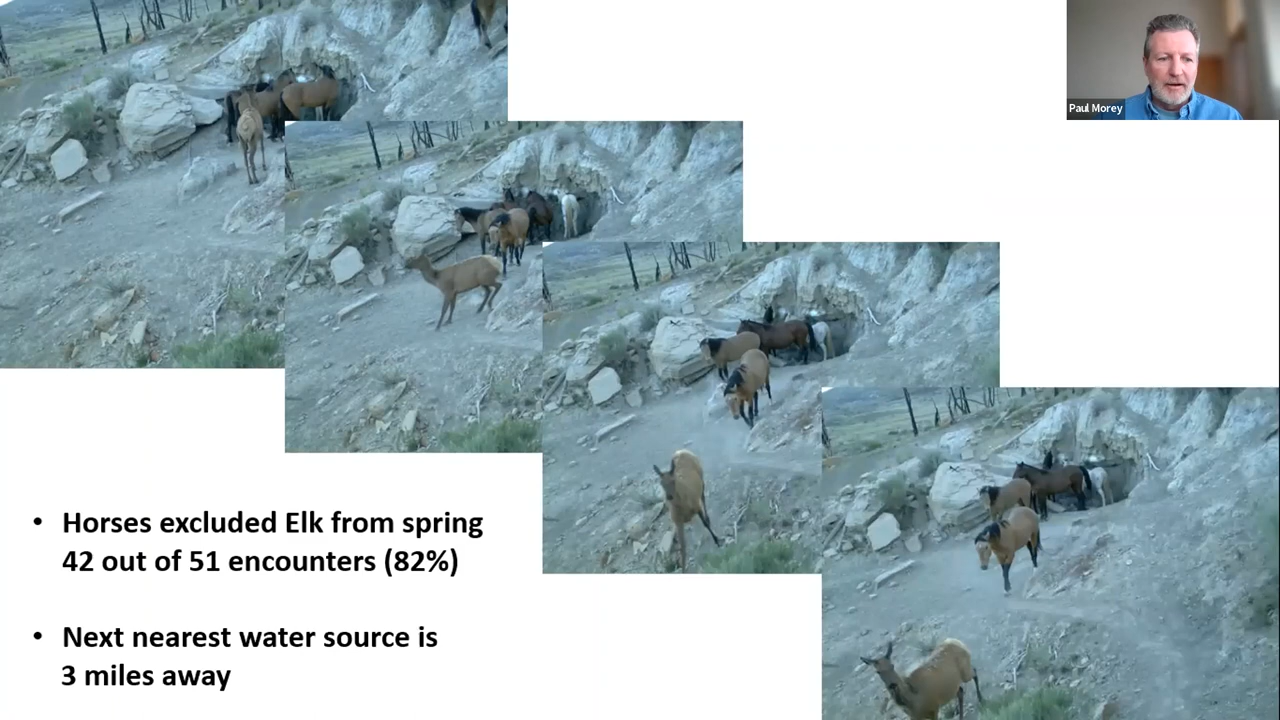 Paul Morey
• Horses excluded Elk from spring
42 out of 51 encounters (82%)
• Next nearest water source is
3 miles away